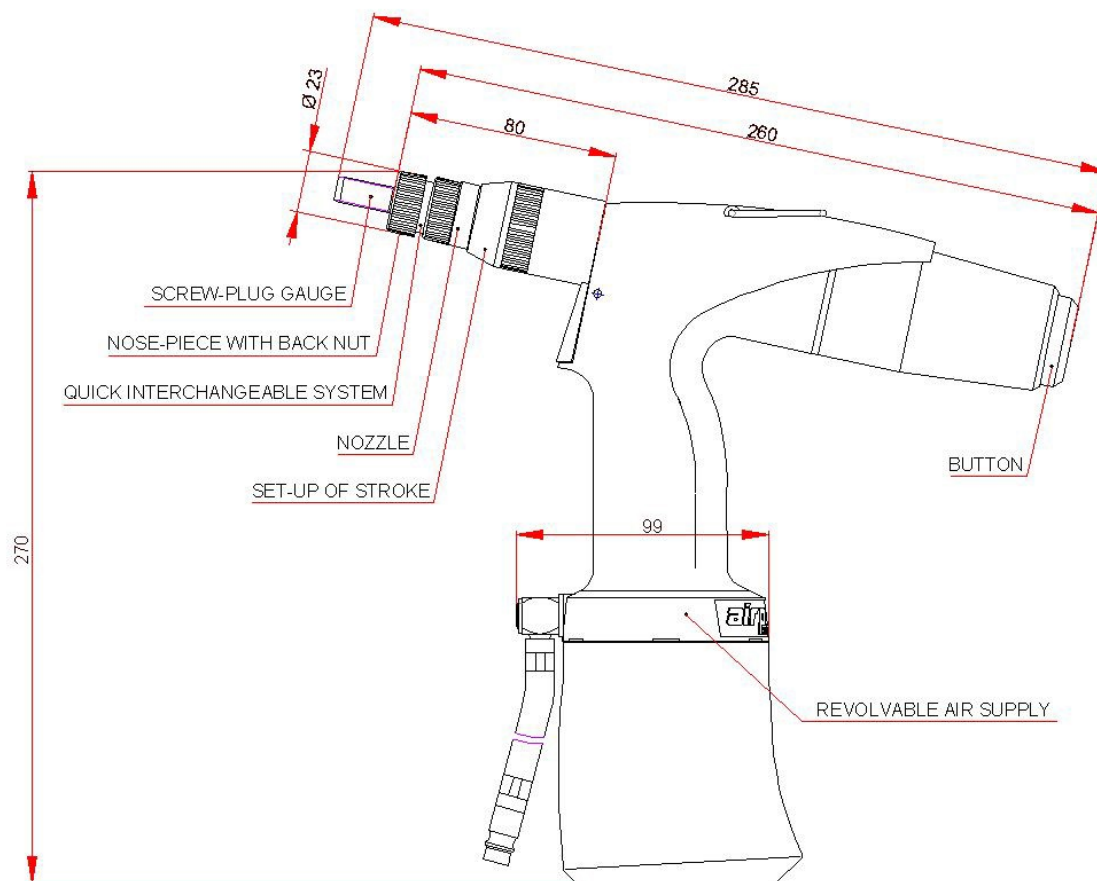 285
Ø 23
260
80
SCREW-PLUG GAUGE
NOSE-PIECE WITH BACK NUT
QUICK INTERCHANGEABLE SYSTEM
NOZZLE
BUTTON
SET-UP OF STROKE
99
270
air
REVOLVABLE AIR SUPPLY